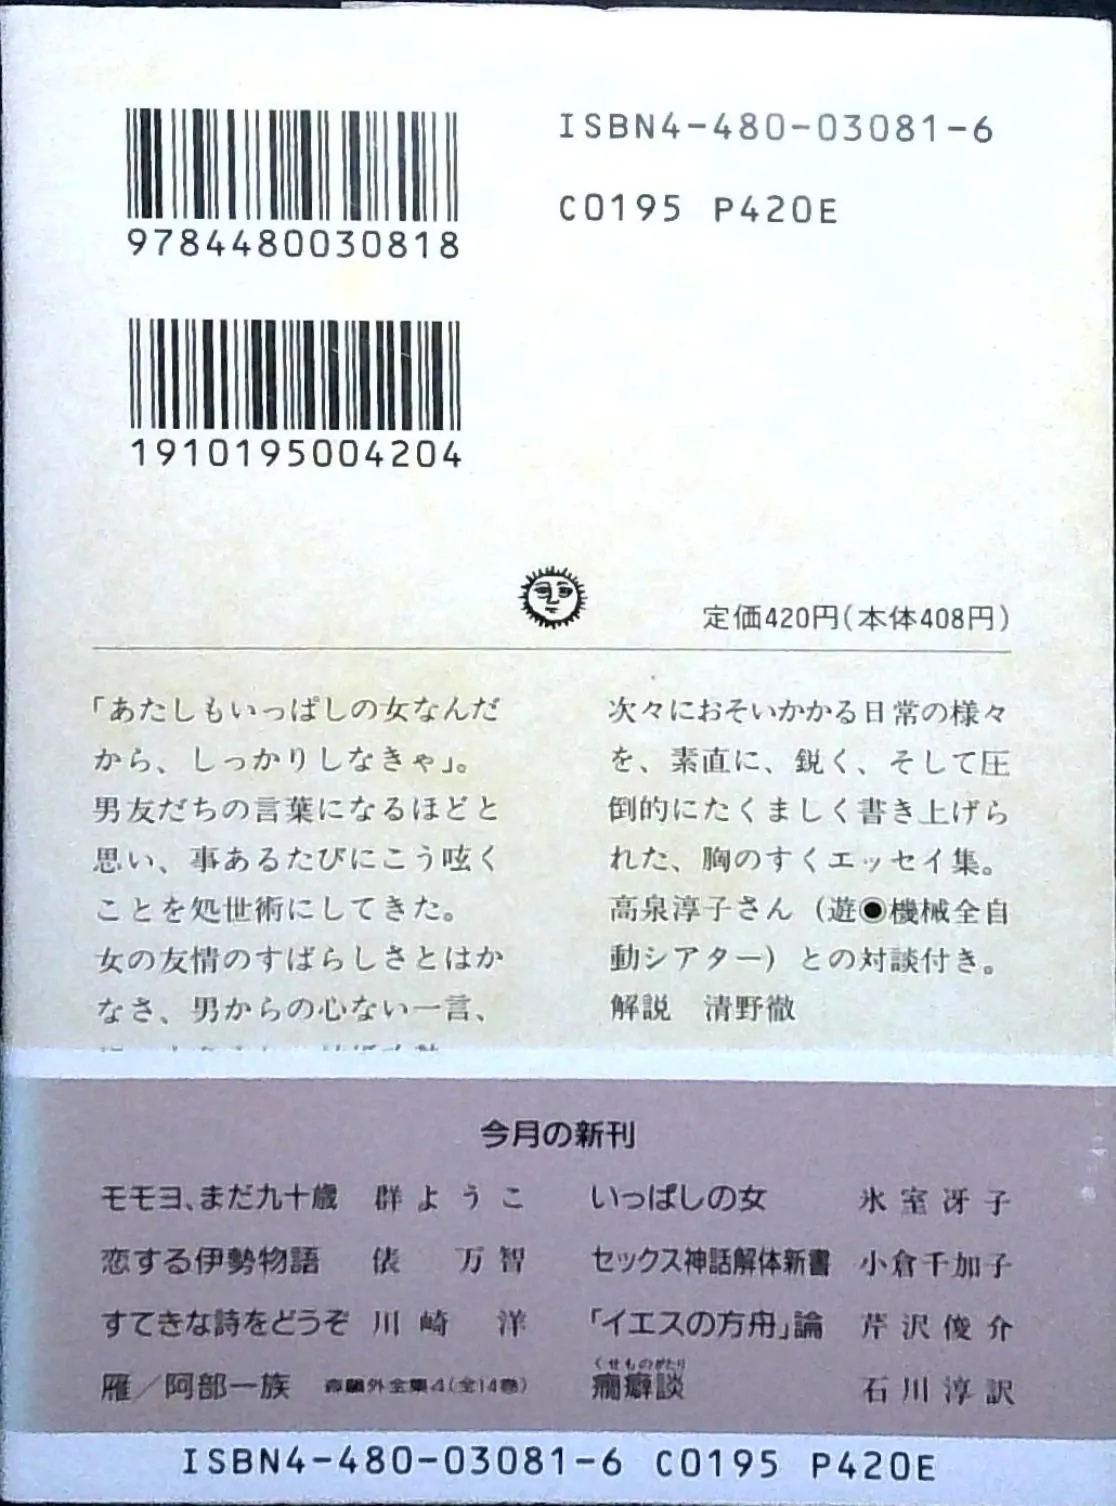 ISBN4-480-03081-6
C0195 P420E
9784480030818
1910195004204
定価420円(本体408円)
「あたしもいっぱしの女なんだ
から、しっかりしなきゃ」。
男友だちの言葉になるほどと
思い、事あるたびにこう呟く
ことを処世術にしてきた。
女の友情のすばらしさとはか
なさ、男からの心ない一言、
次々におそいかかる日常の様々
を、素直に、鋭く、そして圧
倒的にたくましく書き上げら
れた、胸のすくエッセイ集。
高泉淳子さん(遊◉機械全自
動シアター)との対談付き。
解説 清野徹
今月の新刊
モモヨ、まだ九十歳 群ようこ
恋する伊勢物語 俵 万智
すてきな詩をどうぞ 川崎 洋
雁/阿部一族 森鷗外全集4(全14巻)
いっぱしの女 氷室冴子
セックス神話解体新書 小倉千加子
「イエスの方舟」論 芹沢俊介
くせものがたり
癇癖談 石川淳訳
ISBN4-480-03081-6 C0195 P420E